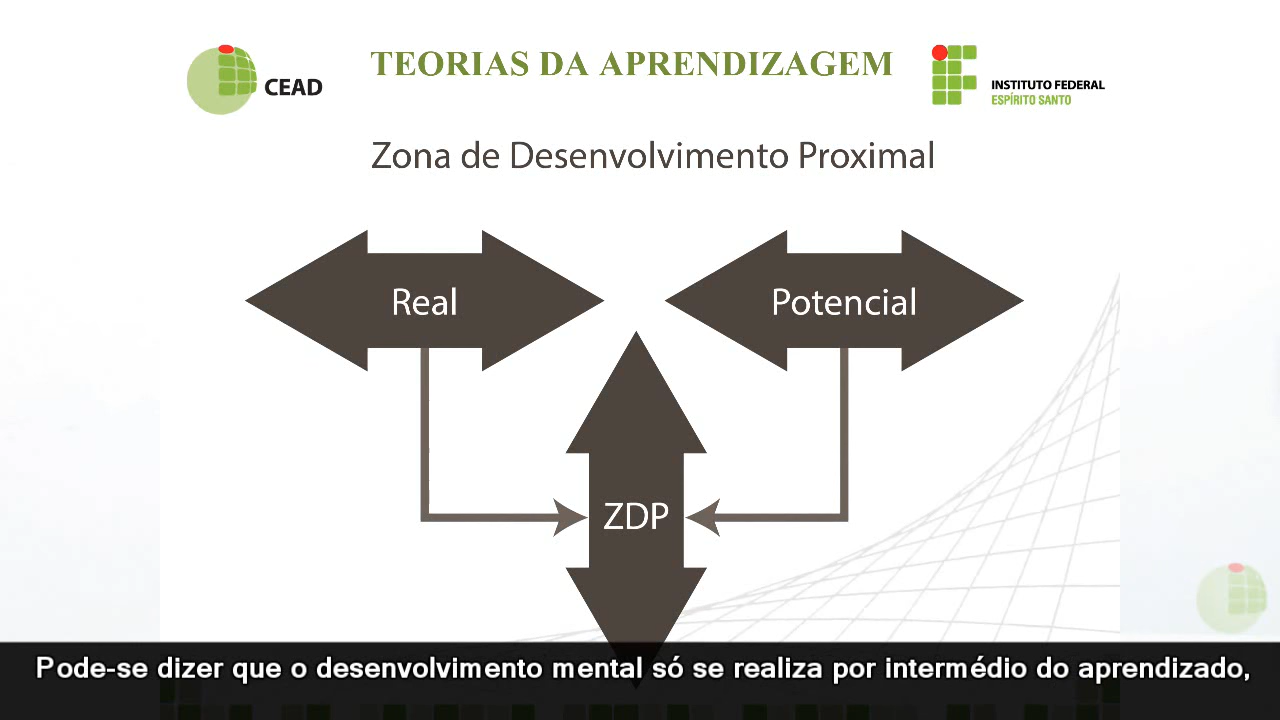 CEAD
TEORIAS DA APRENDIZAGEM
INSTITUTO FEDERAL
ESPÍRITO SANTO
Zona de Desenvolvimento Proximal
Real
Potencial
ZDP
Pode-se dizer que o desenvolvimento mental só se realiza por intermédio do aprendizado,